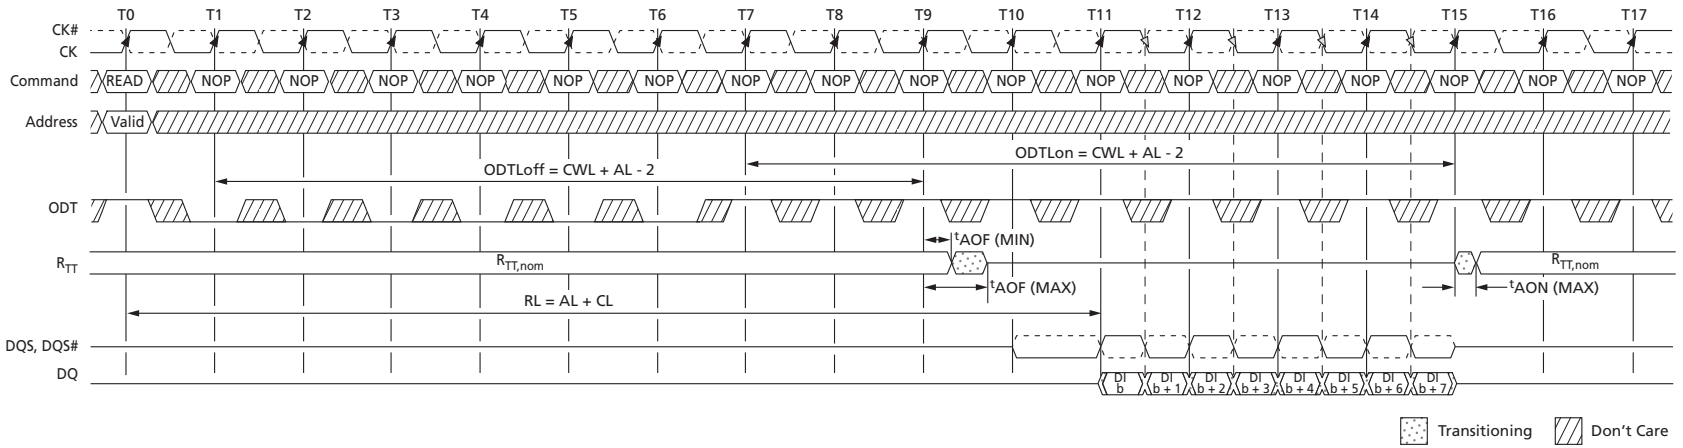 T0 T1 T2 T3 T4 T5 T6 T7 T8 T9 T10 T11 T12 T13 T14 T15 T16 T17
CK#
CK
Command READ NOP NOP NOP NOP NOP NOP NOP NOP NOP NOP NOP NOP NOP NOP NOP NOP NOP
Address Valid
ODTLon = CWL + AL - 2
ODTLoff = CWL + AL - 2
ODT
tAOF (MIN)
RTT RTT,nom RTT,nom
tAOF (MAX) tAON (MAX)
RL = AL + CL
DQS, DQS#
DQ DI DI DI DI DI DI DI DI
b b + 1 b + 2 b + 3 b + 4 b + 5 b + 6 b + 7
Transitioning Don't Care